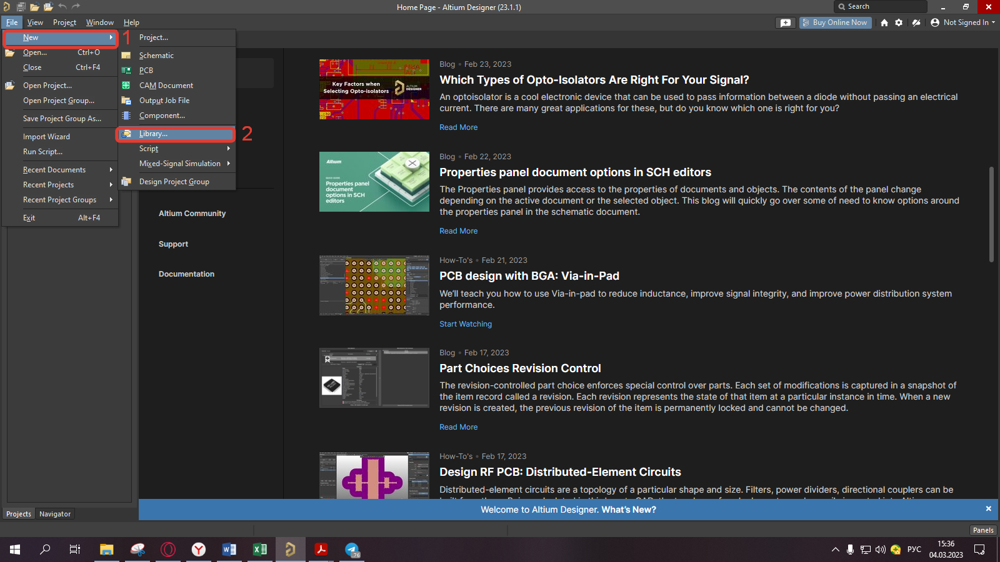 Home Page - Altium Designer (23.1.1)
Search
File View Project Window Help
Buy Online Now
Not Signed In
New
1
Open... Ctrl+O
Close Ctrl+F4
Open Project...
Open Project Group...
Save Project Group As...
Import Wizard
Run Script...
Recent Documents
Recent Projects
Recent Project Groups
Exit Alt+F4
Project...
Schematic
PCB
CAM Document
Output Job File
Component...
Library...
2
Script
Mixed-Signal Simulation
Design Project Group
Altium Community
Support
Documentation
Key Factors when
Selecting Opto-isolators
ALTIUM
DESIGNER
Blog • Feb 23, 2023
Which Types of Opto-Isolators Are Right For Your Signal?
An optoisolator is a cool electronic device that can be used to pass information between a diode without passing an electrical
current. There are many great applications for these, but do you know which one is right for you?
Read More
Altium
Properties panel
document
options in SCH
editors
Blog • Feb 22, 2023
Properties panel document options in SCH editors
The Properties panel provides access to the properties of documents and objects. The contents of the panel change
depending on the active document or the selected object. This blog will quickly go over some of need to know options around
the properties panel in the schematic document.
Read More
How-To's • Feb 21, 2023
PCB design with BGA: Via-in-Pad
We'll teach you how to use Via-in-pad to reduce inductance, improve signal integrity, and improve power distribution system
performance.
Start Watching
Blog • Feb 17, 2023
Part Choices Revision Control
The revision-controlled part choice enforces special control over parts. Each set of modifications is captured in a snapshot of
the item record called a revision. Each revision represents the state of that item at a particular instance in time. When a new
revision is created, the previous revision of the item is permanently locked and cannot be changed.
Read More
How-To's • Feb 17, 2023
Design RF PCB: Distributed-Element Circuits
Distributed-element circuits are a topology of a particular shape and size. Filters, power dividers, directional couplers can be
Welcome to Altium Designer. What's New?
Projects Navigator
Panels
76
РУС
15:36
04.03.2023